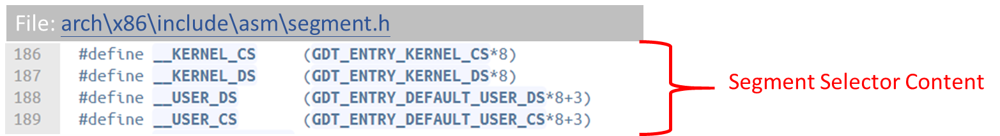 File: arch\x86\include\asm\segment.h
186 #define __KERNEL_CS (GDT_ENTRY_KERNEL_CS*8)
187 #define __KERNEL_DS (GDT_ENTRY_KERNEL_DS*8)
188 #define __USER_DS (GDT_ENTRY_DEFAULT_USER_DS*8+3)
189 #define __USER_CS (GDT_ENTRY_DEFAULT_USER_CS*8+3)
Segment Selector Content